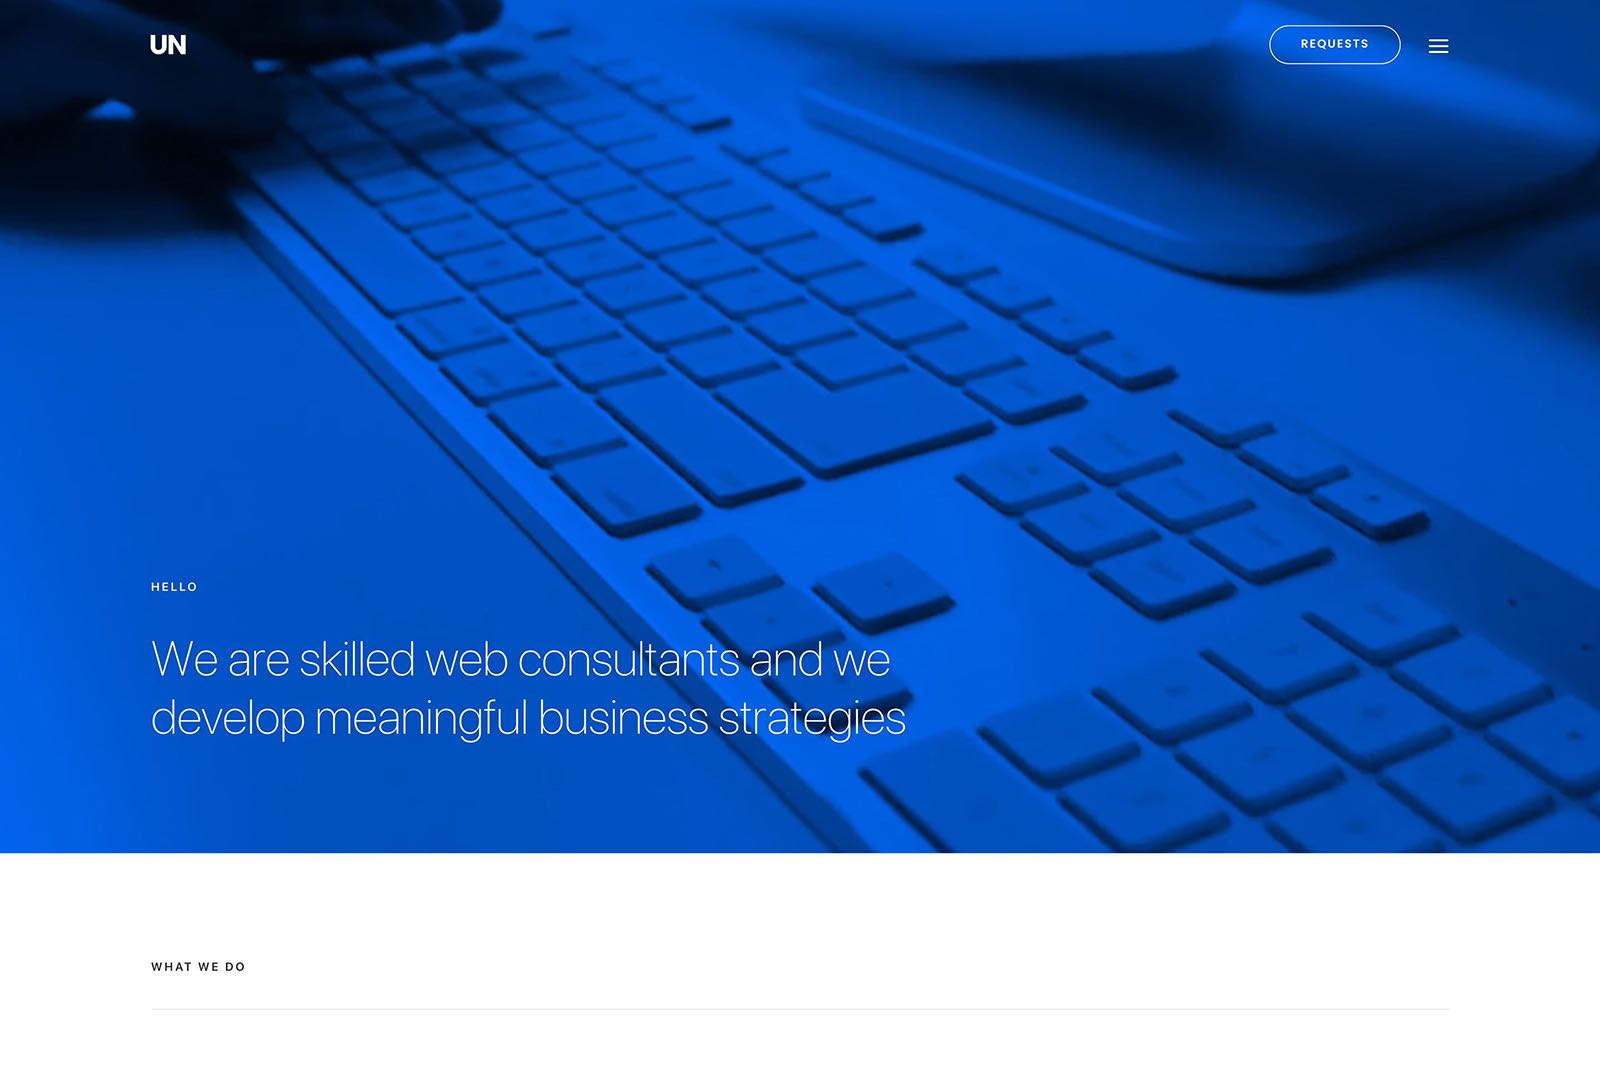 UN
REQUESTS
HELLO
We are skilled web consultants and we
develop meaningful business strategies
WHAT WE DO